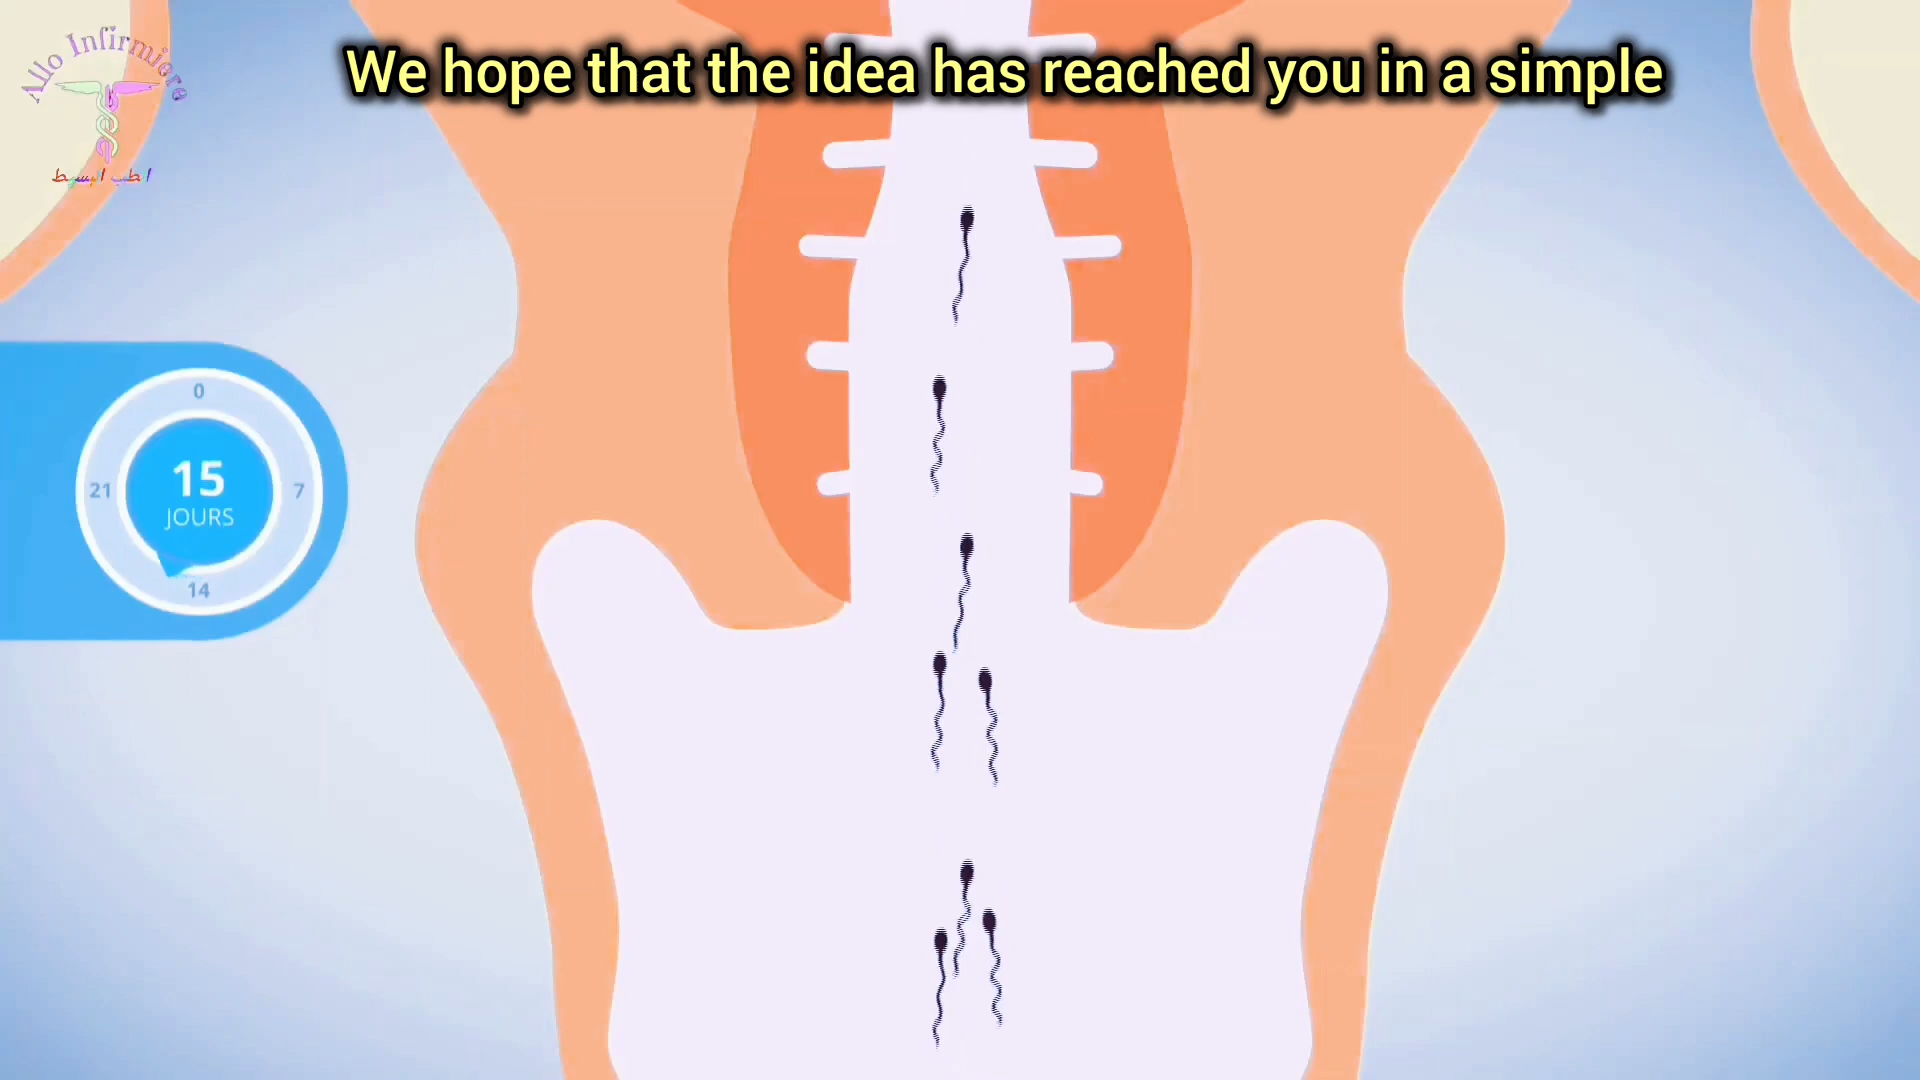 We hope that the idea has reached you in a simple
Allo Infirmiere
الطب البسيط
0
21
15
7
JOURS
14